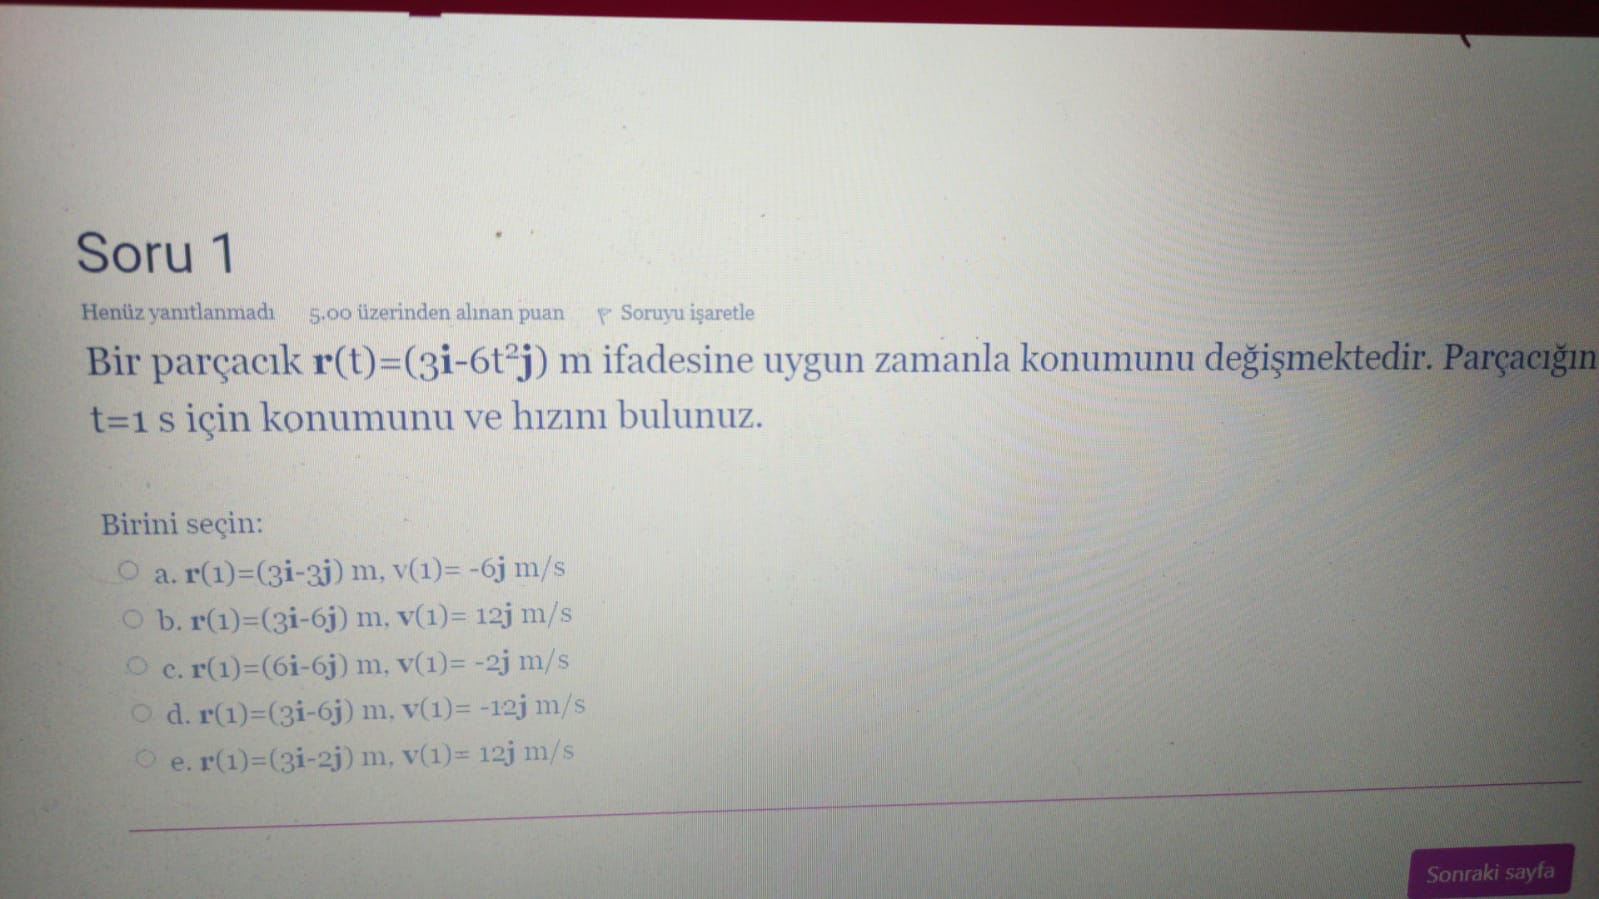 Soru 1
Henüz yanıtlanmadı 5,00 üzerinden alınan puan Soruyu işaretle
Bir parçacık r(t)=(3i-6t²j) m ifadesine uygun zamanla konumunu değişmektedir. Parçacığın
t=1 s için konumunu ve hızını bulunuz.
Birini seçin:
a. r(1)=(3i-3j) m, v(1)= -6j m/s
b. r(1)=(3i-6j) m, v(1)= 12j m/s
c. r(1)=(6i-6j) m, v(1)= -2j m/s
d. r(1)=(3i-6j) m, v(1)= -12j m/s
e. r(1)=(3i-2j) m, v(1)= 12j m/s
Sonraki sayfa